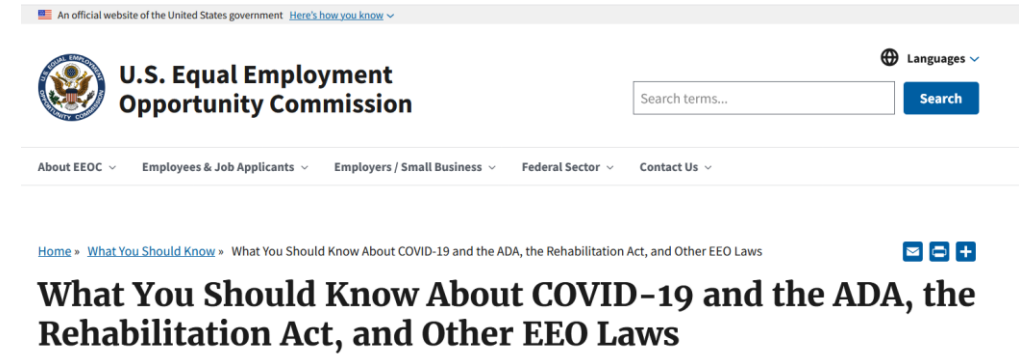 An official website of the United States government Here's how you know
U.S. Equal Employment
Opportunity Commission
Languages
Search terms...
Search
About EEOC
Employees & Job Applicants
Employers / Small Business
Federal Sector
Contact Us
Home » What You Should Know » What You Should Know About COVID-19 and the ADA, the Rehabilitation Act, and Other EEO Laws
What You Should Know About COVID-19 and the ADA, the
Rehabilitation Act, and Other EEO Laws